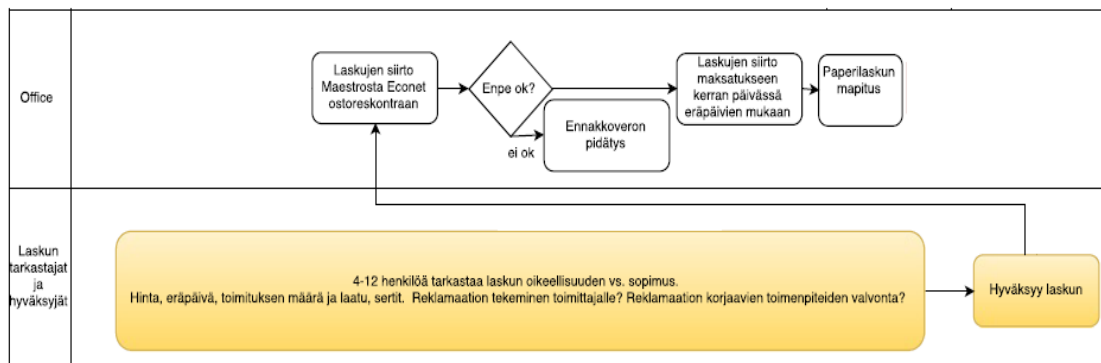 Office
Laskujen siirto
Maestrosta Econet
ostoreskontraan
Enpe ok?
ei ok
Ennakkoveron
pidätys
Laskujen siirto
maksatukseen
kerran päivässä
eräpäivien mukaan
Paperilaskun
mapitus
Laskun
tarkastajat
ja
hyväksyjät
4-12 henkilöä tarkastaa laskun oikeellisuuden vs. sopimus.
Hinta, eräpäivä, toimituksen määrä ja laatu, sertit. Reklamaation tekeminen toimittajalle? Reklamaation korjaavien toimenpiteiden valvonta?
Hyväksyy laskun